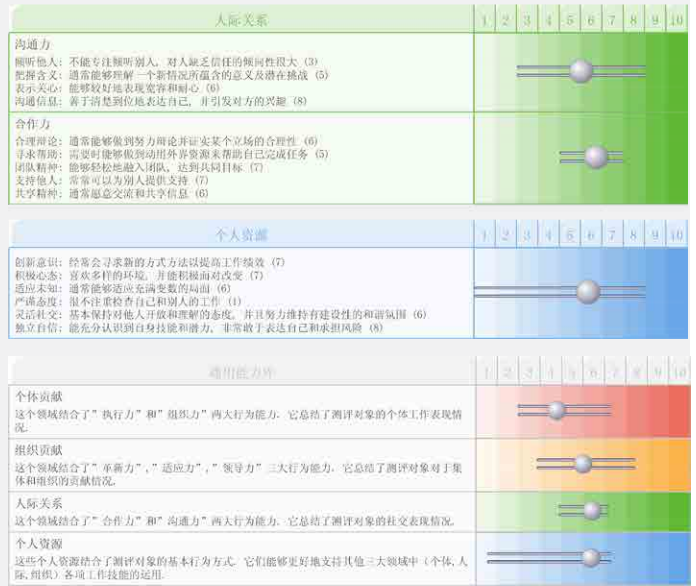 人际关系
1 2 3 4 5 6 7 8 9 10
沟通力
倾听他人: 不能专注倾听别人, 对人缺乏信任的倾向性很大 (3)
把握含义: 通常能够理解一个新情况所蕴含的意义及潜在挑战 (5)
表示关心: 能够较好地表现宽容和耐心 (6)
沟通信息: 善于清楚到位地表达自己, 并引发对方的兴趣 (8)
合作力
合理辩论: 通常能够做到努力辩论并证实某个立场的合理性 (6)
寻求帮助: 需要时能够做到动用外界资源来帮助自己完成任务 (5)
团队精神: 能够轻松地融入团队, 达到共同目标 (7)
支持他人: 常常可以为别人提供支持 (7)
共享精神: 通常愿意交流和共享信息 (6)
个人资源
1 2 3 4 5 6 7 8 9 10
创新意识: 经常会寻求新的方式方法以提高工作绩效 (7)
积极心态: 喜欢多样的环境, 并能积极面对改变 (7)
适应未知: 通常能够适应充满变数的局面 (6)
严谨态度: 很不注重检查自己和别人的工作 (1)
灵活社交: 基本保持对他人开放和理解的态度, 并且努力维持有建设性的和谐氛围 (6)
独立自信: 能充分认识到自身技能和潜力, 非常敢于表达自己和承担风险 (8)
通用能力库
1 2 3 4 5 6 7 8 9 10
个体贡献
这个领域结合了"执行力"和"组织力"两大行为能力. 它总结了测评对象的个体工作表现情
况.
组织贡献
这个领域结合了"革新力","适应力","领导力"三大行为能力. 它总结了测评对象对于集
体和组织的贡献情况.
人际关系
这个领域结合了"合作力"和"沟通力"两大行为能力. 它总结了测评对象的社交表现情况.
个人资源
这些个人资源结合了测评对象的基本行为方式. 它们能够更好地支持其他三大领域中 (个体,人
际,组织) 各项工作技能的运用.